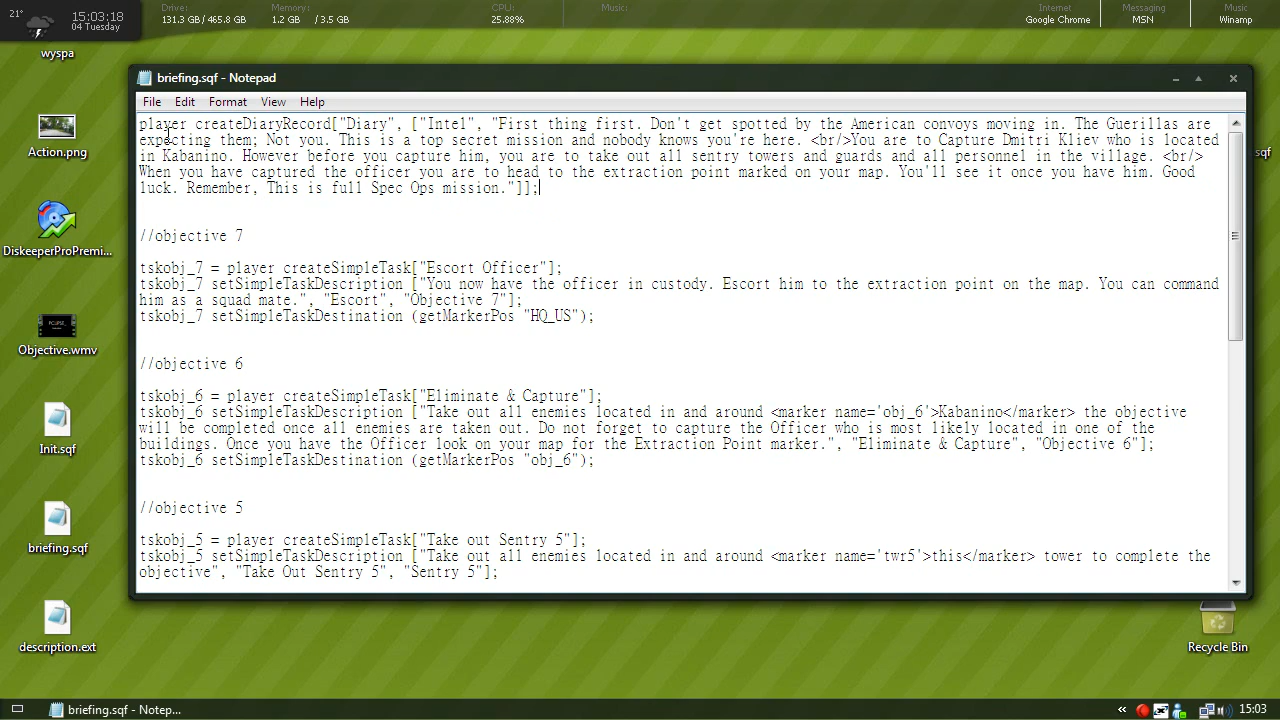 21°
15:03:18
04 Tuesday
Drive:
131.3 GB/ 465.8 GB
Memory:
1.2 GB / 3.5 GB
CPU:
25.88%
Music:
Internet
Google Chrome
Messaging
MSN
Music
Winamp
wyspa
Action.png
DiskeeperProPremi...
Objective.wmv
Init.sqf
briefing.sqf
description.ext
briefing.sqf - Notepad
File Edit Format View Help
player createDiaryRecord["Diary", ["Intel", "First thing first. Don't get spotted by the American convoys moving in. The Guerillas are
expecting them; Not you. This is a top secret mission and nobody knows you're here. <br/>You are to Capture Dmitri Kliev who is located
in Kabanino. However before you capture him, you are to take out all sentry towers and guards and all personnel in the village. <br/>
When you have captured the officer you are to head to the extraction point marked on your map. You'll see it once you have him. Good
luck. Remember, This is full Spec Ops mission."]];
//objective 7
tskobj_7 = player createSimpleTask["Escort Officer"];
tskobj_7 setSimpleTaskDescription ["You now have the officer in custody. Escort him to the extraction point on the map. You can command
him as a squad mate.", "Escort", "Objective 7"];
tskobj_7 setSimpleTaskDestination (getMarkerPos "HQ_US");
//objective 6
tskobj_6 = player createSimpleTask["Eliminate & Capture"];
tskobj_6 setSimpleTaskDescription ["Take out all enemies located in and around <marker name='obj_6'>Kabanino</marker> the objective
will be completed once all enemies are taken out. Do not forget to capture the Officer who is most likely located in one of the
buildings. Once you have the Officer look on your map for the Extraction Point marker.", "Eliminate & Capture", "Objective 6"];
tskobj_6 setSimpleTaskDestination (getMarkerPos "obj_6");
//objective 5
tskobj_5 = player createSimpleTask["Take out Sentry 5"];
tskobj_5 setSimpleTaskDescription ["Take out all enemies located in and around <marker name='twr5'>this</marker> tower to complete the
objective", "Take Out Sentry 5", "Sentry 5"];
sqf
Recycle Bin
briefing.sqf - Notep...
«
15:03